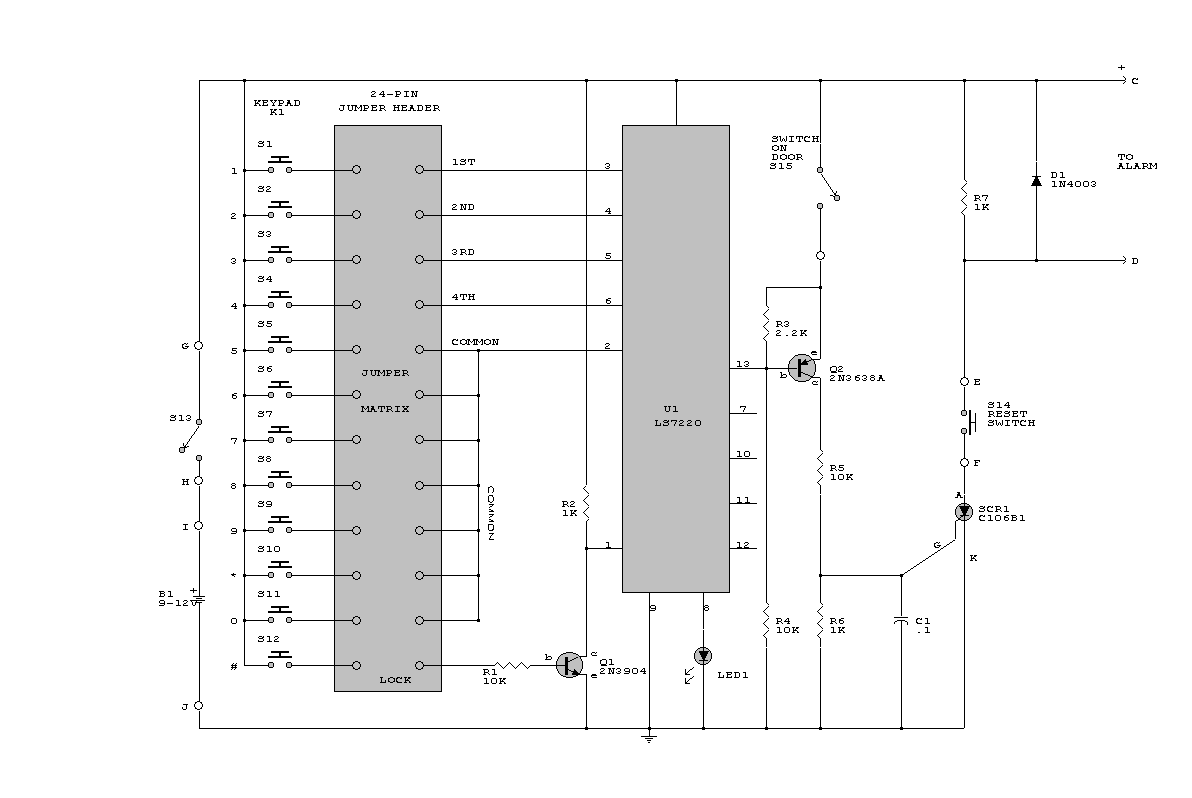 +
C
24-PIN
JUMPER HEADER
KEYPAD
K1
S1
1
S2
2
S3
3
S4
4
S5
5
S6
6
S7
7
S8
8
S9
9
S10
*
S11
0
S12
#
1ST
2ND
3RD
4TH
COMMON
JUMPER
MATRIX
COMMON
LOCK
G
S13
H
I
+
B1
9-12V
J
3
4
5
6
2
1
U1
LS7220
13
7
10
11
12
9
8
R2
1K
R1
10K
b
c
e
Q1
2N3904
LED1
SWITCH
ON
DOOR
S15
R3
2.2K
e
b
c
Q2
2N3638A
R5
10K
R4
10K
R6
1K
C1
.1
R7
1K
D1
1N4003
TO
ALARM
D
E
S14
RESET
SWITCH
F
A
SCR1
C106B1
G
K